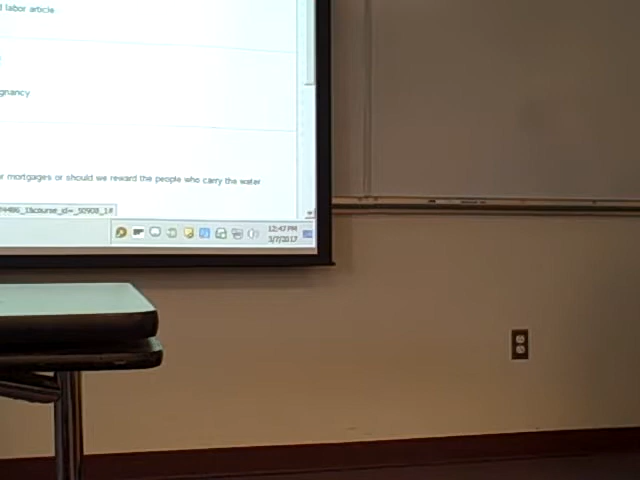 labor article
gnancy
r mortgages or should we reward the people who carry the water
1&course_id=_50908_1#
12:47 PM
3/7/2017